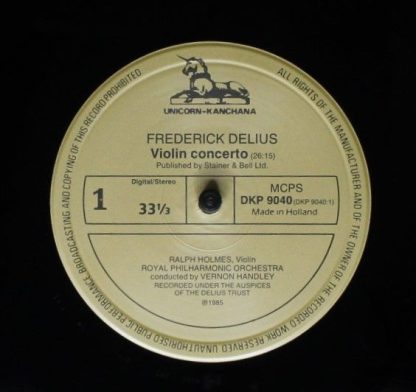 ALL RIGHTS OF THE MANUFACTURER AND OF THE OWNER OF THE RECORDED WORK RESERVED UNAUTHORISED PUBLIC PERFORMANCE BROADCASTING AND COPYING OF THIS RECORD PROHIBITED
UNICORN-KANCHANA
FREDERICK DELIUS
Violin concerto (26:15)
Published by Stainer & Bell Ltd.
1
Digital/Stereo
33⅓
MCPS
DKP 9040 (DKP 9040:1)
Made in Holland
RALPH HOLMES, Violin
ROYAL PHILHARMONIC ORCHESTRA
conducted by VERNON HANDLEY
RECORDED UNDER THE AUSPICES
OF THE DELIUS TRUST
℗1985